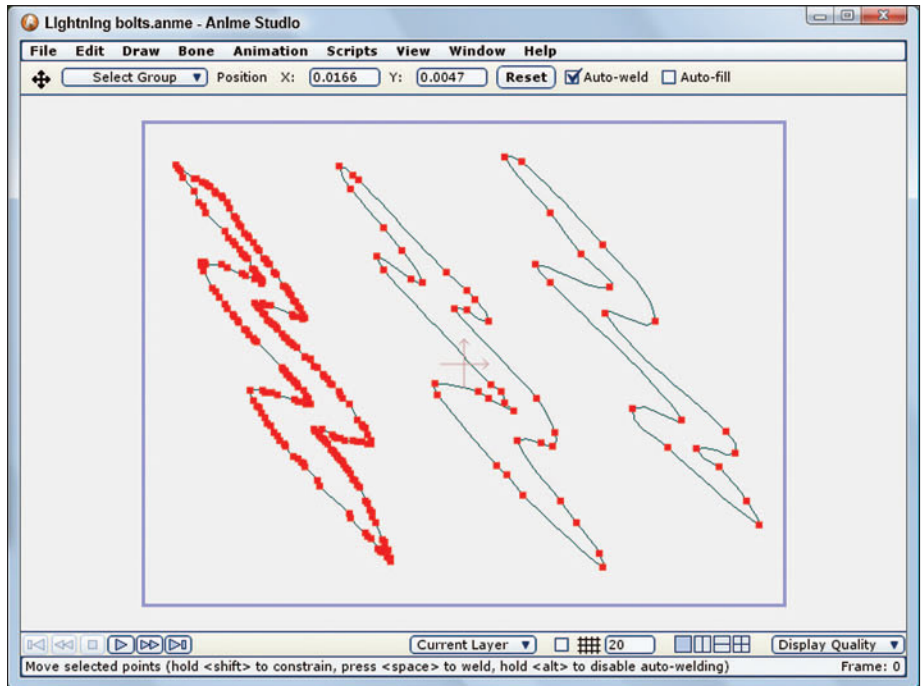 Lightning bolts.anme - Anime Studio
File Edit Draw Bone Animation Scripts View Window Help
Select Group Position X: 0.0166 Y: 0.0047 Reset Auto-weld Auto-fill
Current Layer 20 Display Quality
Move selected points (hold <shift> to constrain, press <space> to weld, hold <alt> to disable auto-welding) Frame: 0